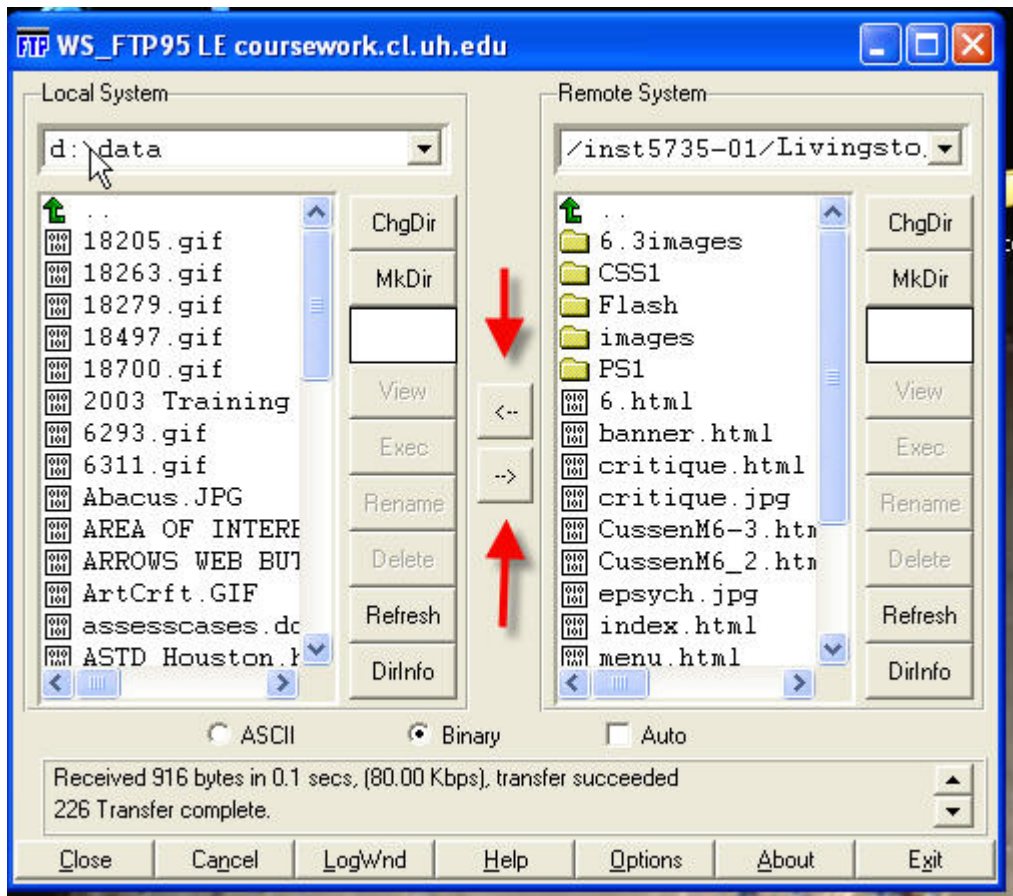 WS_FTP95 LE coursework.cl.uh.edu
Local System
d:\data
..
18205.gif
18263.gif
18279.gif
18497.gif
18700.gif
2003 Training
6293.gif
6311.gif
Abacus.JPG
AREA OF INTERE
ARROWS WEB BUT
ArtCrft.GIF
assesscases.do
ASTD Houston.h
ChgDir
MkDir
View
Exec
Rename
Delete
Refresh
DirInfo
<--
-->
Remote System
/inst5735-01/Livingsto.
..
6.3images
CSS1
Flash
images
PS1
6.html
banner.html
critique.html
critique.jpg
CussenM6-3.htm
CussenM6_2.htm
epsych.jpg
index.html
menu.html
ChgDir
MkDir
View
Exec
Rename
Delete
Refresh
DirInfo
ASCII Binary Auto
Received 916 bytes in 0.1 secs, (80.00 Kbps), transfer succeeded
226 Transfer complete.
Close Cancel LogWnd Help Options About Exit